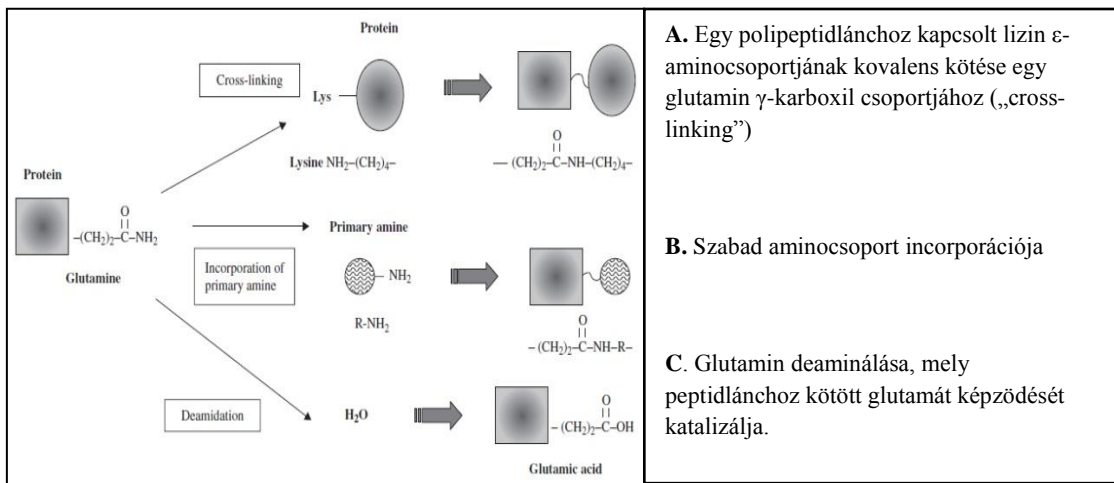 Protein
Cross-linking
Lys
Lysine NH₂–(CH₂)₄–
O
— (CH₂)₂–C–NH–(CH₂)₄–
Protein
O
–(CH₂)₂–C–NH₂
Glutamine
Primary amine
Incorporation of
primary amine
NH₂
R-NH₂
O
– (CH₂)₂–C–NH–R–
Deamidation
H₂O
O
– (CH₂)₂–C–OH
Glutamic acid
A. Egy polipeptidlánchoz kapcsolt lizin ε-
aminocsoportjának kovalens kötése egy
glutamin γ-karboxil csoportjához („cross-
linking”)
B. Szabad aminocsoport incorporációja
C. Glutamin deaminálása, mely
peptidlánchoz kötött glutamát képzödését
katalizálja.